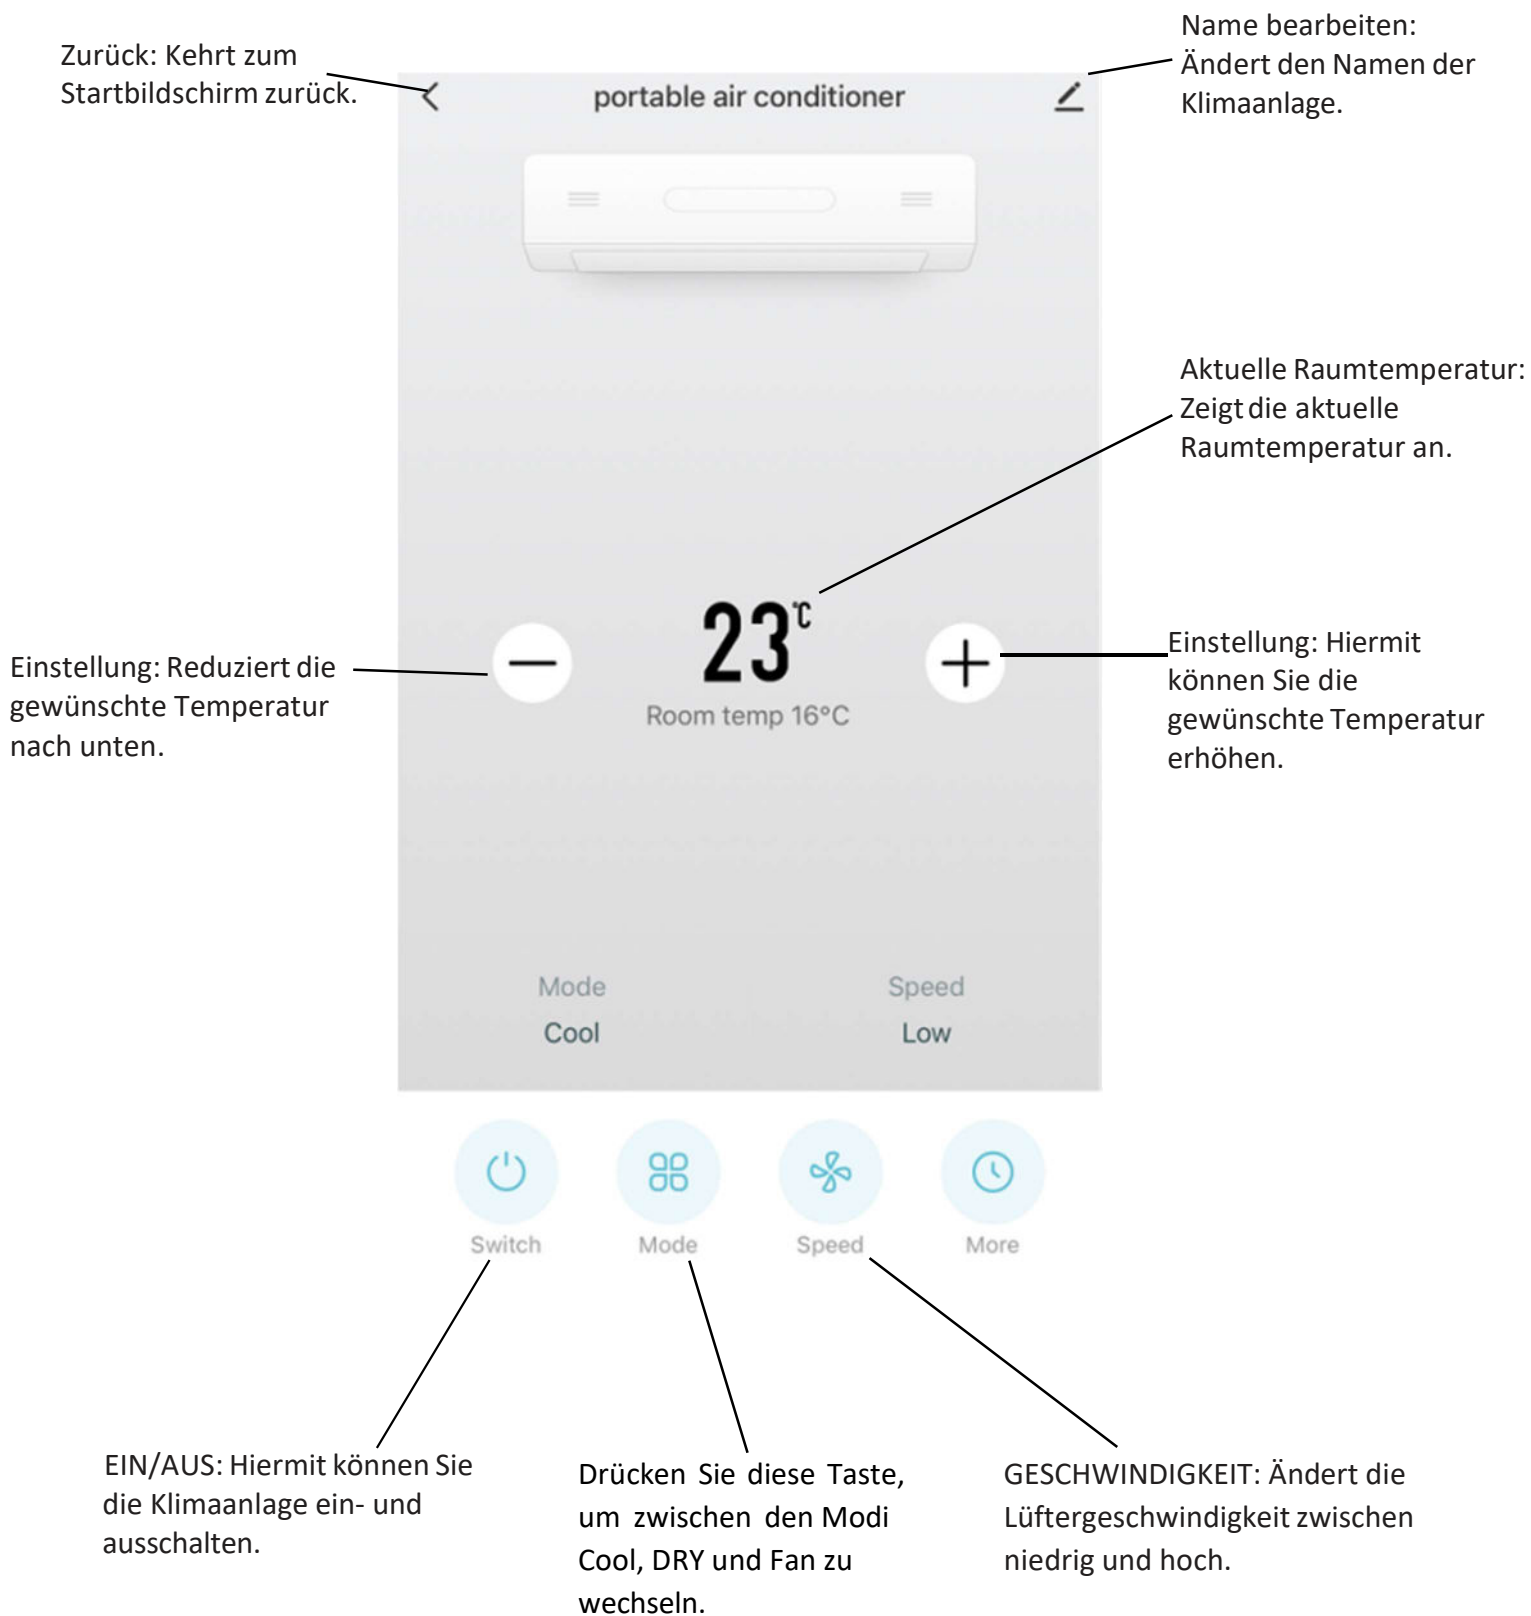 Name bearbeiten:
Ändert den Namen der
Klimaanlage.
Zurück: Kehrt zum
Startbildschirm zurück.
portable air conditioner
Aktuelle Raumtemperatur:
Zeigt die aktuelle
Raumtemperatur an.
23°C
Room temp 16°C
Einstellung: Reduziert die
gewünschte Temperatur
nach unten.
Einstellung: Hiermit
können Sie die
gewünschte Temperatur
erhöhen.
Mode
Cool
Speed
Low
Switch
Mode
Speed
More
EIN/AUS: Hiermit können Sie
die Klimaanlage ein- und
ausschalten.
Drücken Sie diese Taste,
um zwischen den Modi
Cool, DRY und Fan zu
wechseln.
GESCHWINDIGKEIT: Ändert die
Lüftergeschwindigkeit zwischen
niedrig und hoch.